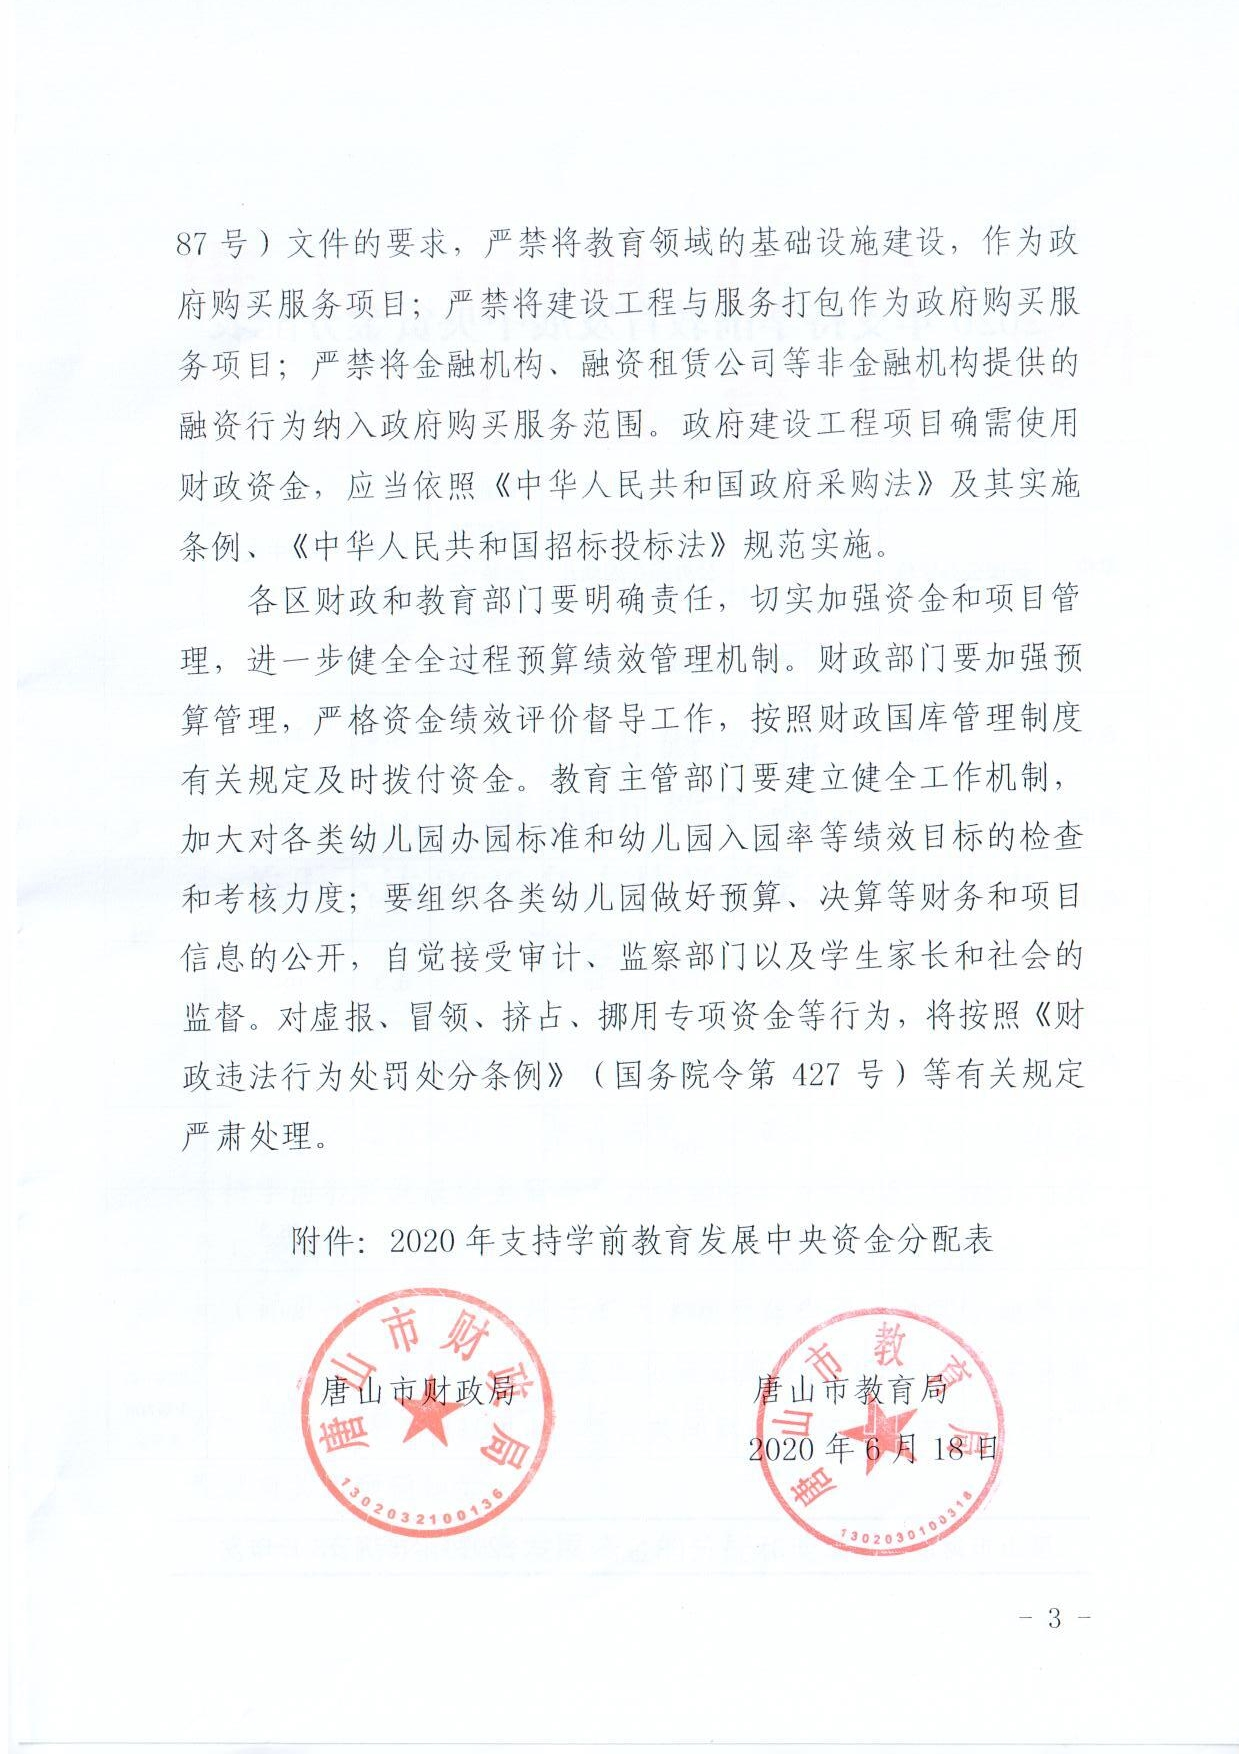 87 号）文件的要求，严禁将教育领域的基础设施建设，作为政
府购买服务项目；严禁将建设工程与服务打包作为政府购买服
务项目；严禁将金融机构、融资租赁公司等非金融机构提供的
融资行为纳入政府购买服务范围。政府建设工程项目确需使用
财政资金，应当依照《中华人民共和国政府采购法》及其实施
条例、《中华人民共和国招标投标法》规范实施。
各区财政和教育部门要明确责任，切实加强资金和项目管
理，进一步健全全过程预算绩效管理机制。财政部门要加强预
算管理，严格资金绩效评价督导工作，按照财政国库管理制度
有关规定及时拨付资金。教育主管部门要建立健全工作机制，
加大对各类幼儿园办园标准和幼儿园入园率等绩效目标的检查
和考核力度；要组织各类幼儿园做好预算、决算等财务和项目
信息的公开，自觉接受审计、监察部门以及学生家长和社会的
监督。对虚报、冒领、挤占、挪用专项资金等行为，将按照《财
政违法行为处罚处分条例》（国务院令第 427 号）等有关规定
严肃处理。
附件：2020 年支持学前教育发展中央资金分配表
唐山市财政局
唐山市财政局
1302032100136
唐山市教育局
唐山市教育局
2020 年 6 月 18 日
1302030100318
- 3 -